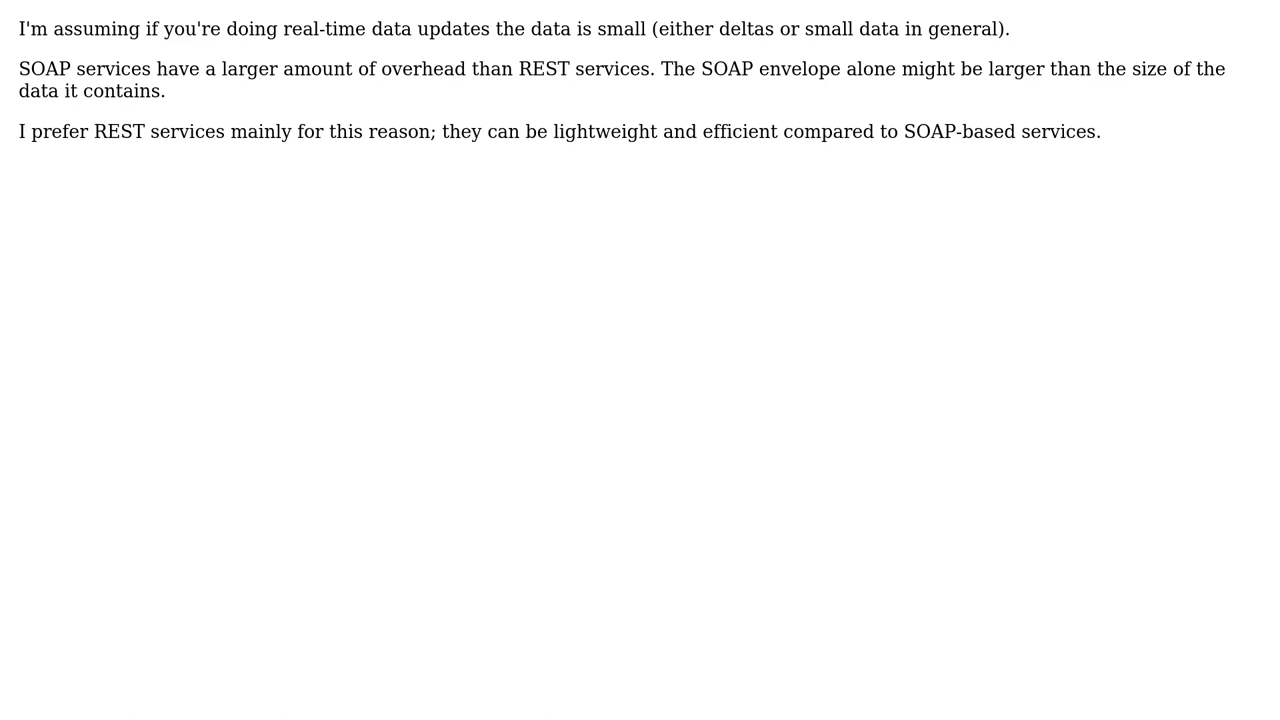 I'm assuming if you're doing real-time data updates the data is small (either deltas or small data in general).
SOAP services have a larger amount of overhead than REST services. The SOAP envelope alone might be larger than the size of the
data it contains.
I prefer REST services mainly for this reason; they can be lightweight and efficient compared to SOAP-based services.